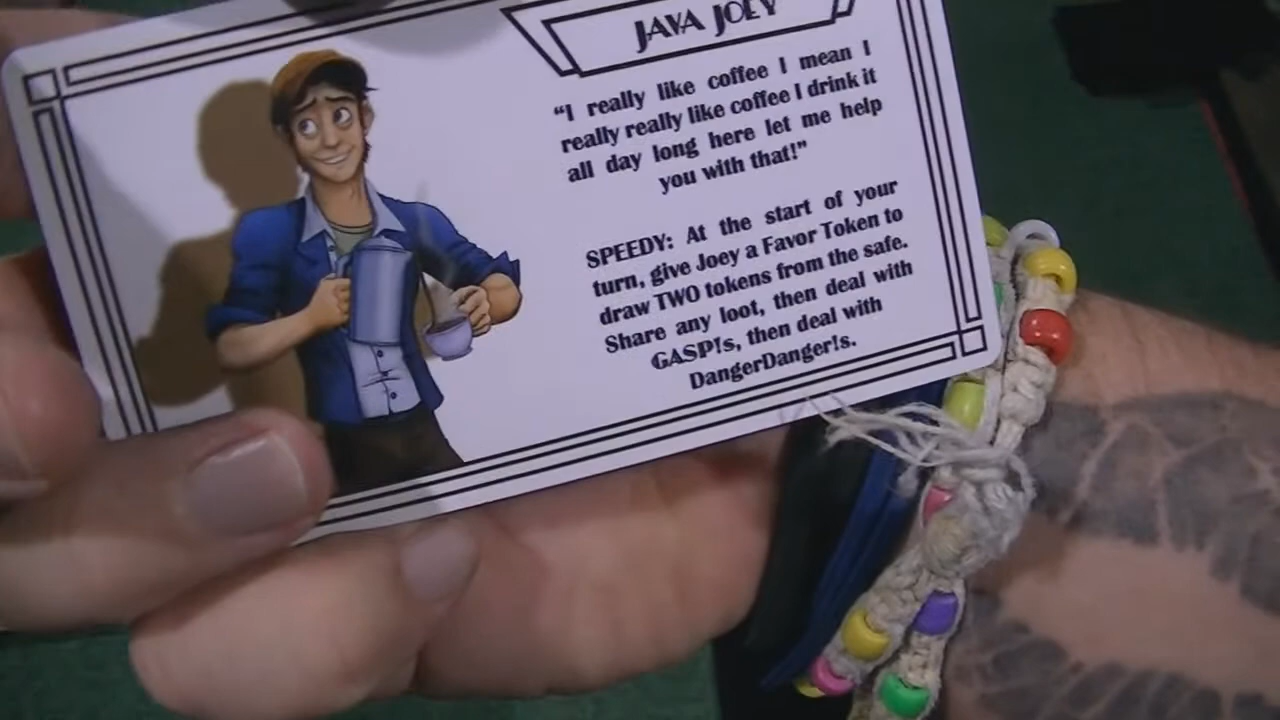 JAVA JOEY
“I really like coffee I mean I
really really like coffee I drink it
all day long here let me help
you with that!”
SPEEDY: At the start of your
turn, give Joey a Favor Token to
draw TWO tokens from the safe.
Share any loot, then deal with
GASP!s, then deal with
DangerDanger!s.